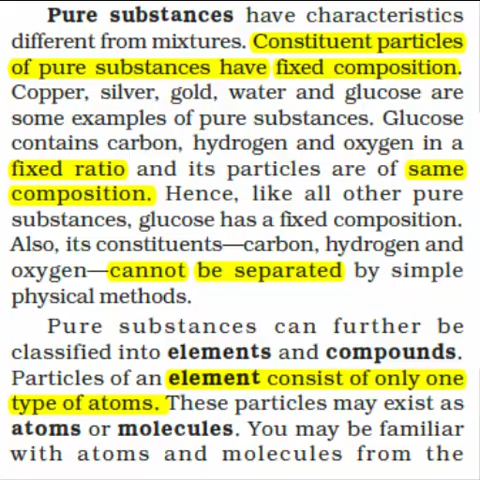 Pure substances have characteristics
different from mixtures. Constituent particles
of pure substances have fixed composition.
Copper, silver, gold, water and glucose are
some examples of pure substances. Glucose
contains carbon, hydrogen and oxygen in a
fixed ratio and its particles are of same
composition. Hence, like all other pure
substances, glucose has a fixed composition.
Also, its constituents—carbon, hydrogen and
oxygen—cannot be separated by simple
physical methods.
Pure substances can further be
classified into elements and compounds.
Particles of an element consist of only one
type of atoms. These particles may exist as
atoms or molecules. You may be familiar
with atoms and molecules from the